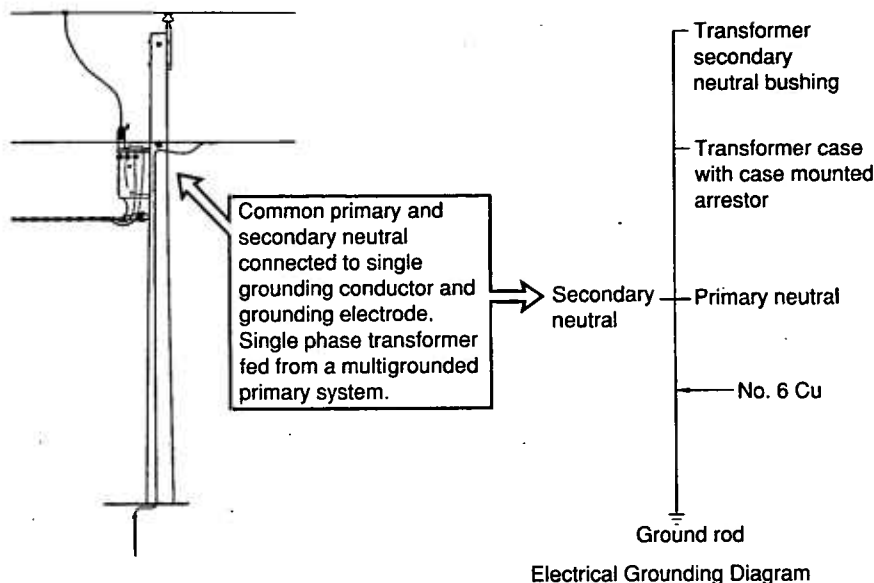 Transformer
secondary
neutral bushing
Transformer case
with case mounted
arrestor
Common primary and
secondary neutral
connected to single
grounding conductor and
grounding electrode.
Single phase transformer
fed from a multigrounded
primary system.
Secondary
neutral
Primary neutral
No. 6 Cu
Ground rod
Electrical Grounding Diagram